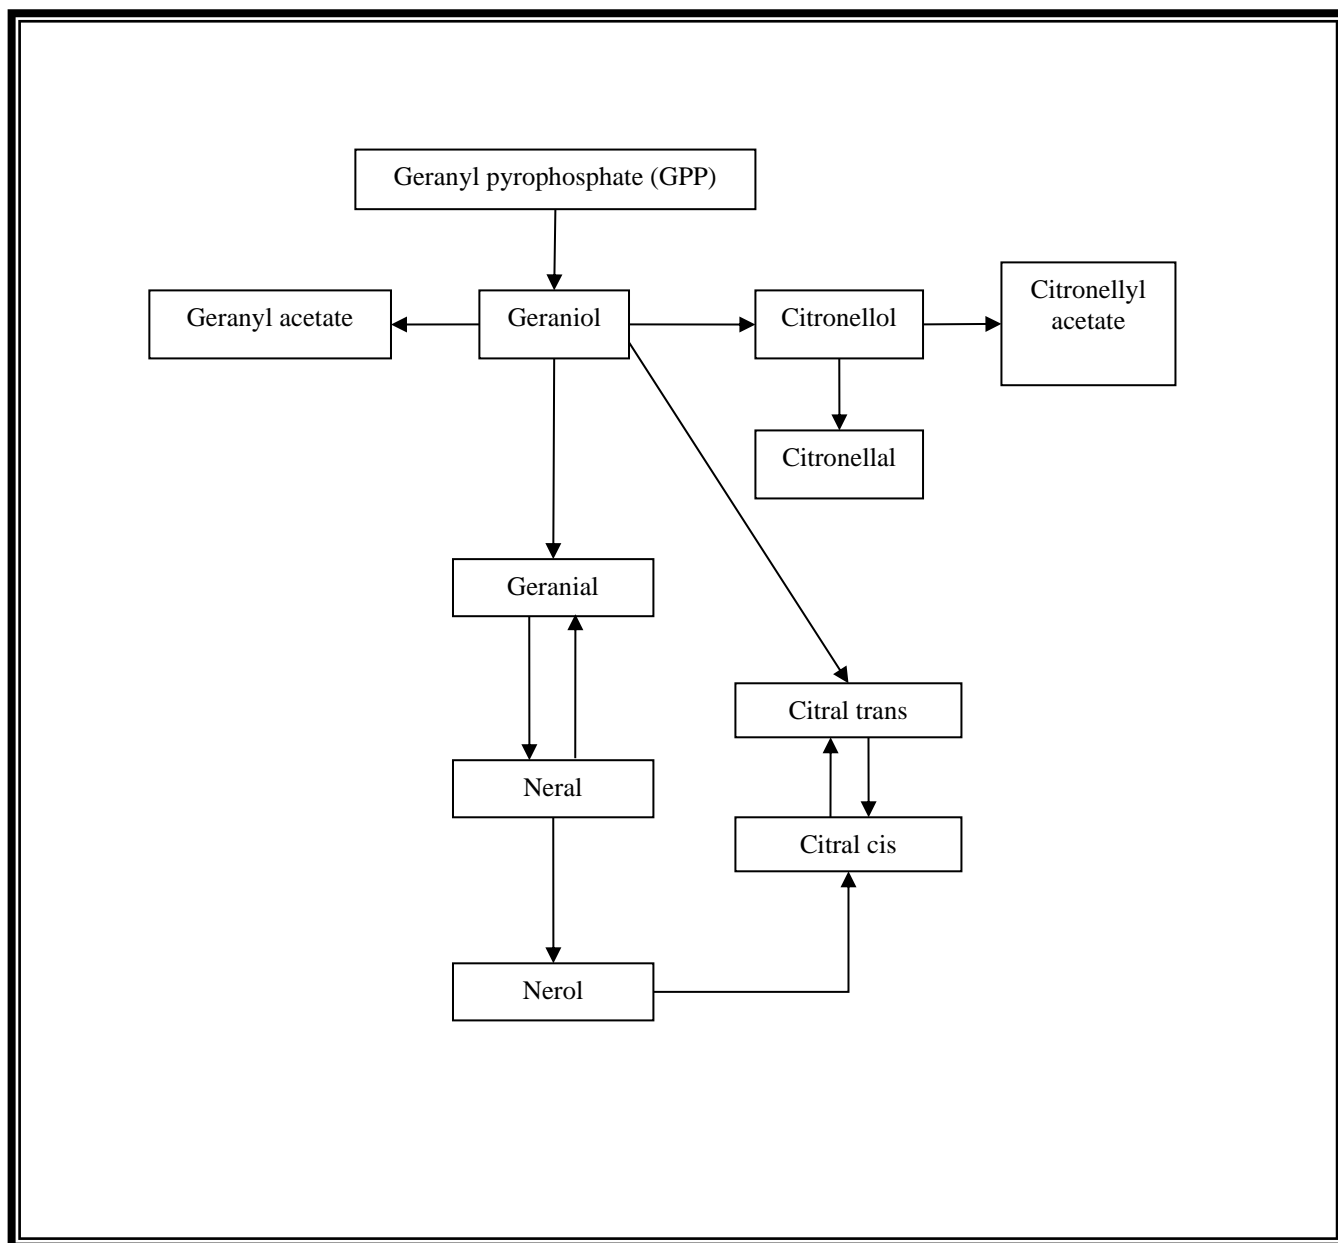 Geranyl pyrophosphate (GPP)
Geranyl acetate
Geraniol
Citronellol
Citronellyl
acetate
Citronellal
Geranial
Citral trans
Neral
Citral cis
Nerol